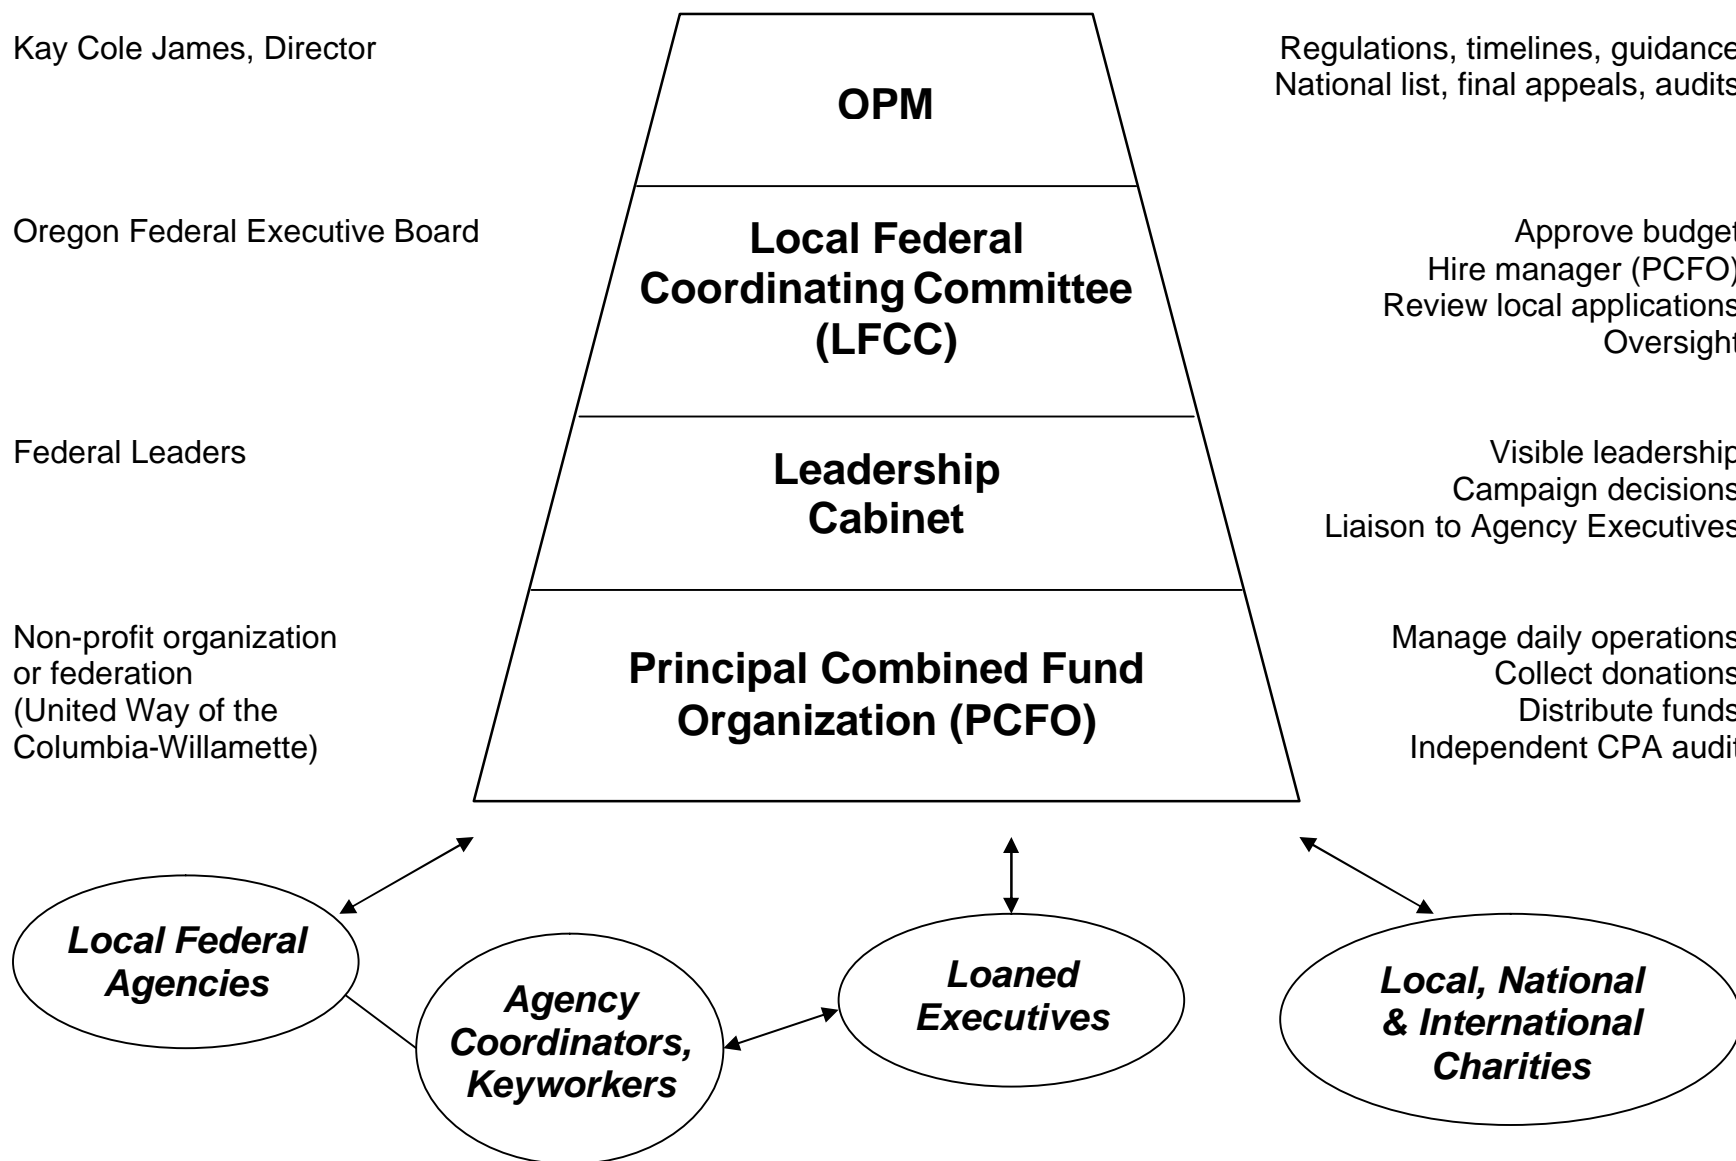 Kay Cole James, Director
OPM
Regulations, timelines, guidance
National list, final appeals, audits
Oregon Federal Executive Board
Local Federal
Coordinating Committee
(LFCC)
Approve budget
Hire manager (PCFO)
Review local applications
Oversight
Federal Leaders
Leadership
Cabinet
Visible leadership
Campaign decisions
Liaison to Agency Executives
Non-profit organization
or federation
(United Way of the
Columbia-Willamette)
Principal Combined Fund
Organization (PCFO)
Manage daily operations
Collect donations
Distribute funds
Independent CPA audit
Local Federal
Agencies
Agency
Coordinators,
Keyworkers
Loaned
Executives
Local, National
& International
Charities